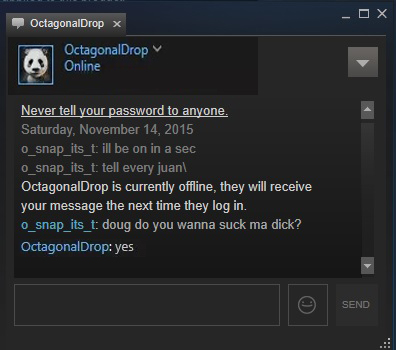 OctagonalDrop
OctagonalDrop
Online
Never tell your password to anyone.
Saturday, November 14, 2015
o_snap_its_t: ill be on in a sec
o_snap_its_t: tell every juan\
OctagonalDrop is currently offline, they will receive
your message the next time they log in.
o_snap_its_t: doug do you wanna suck ma dick?
OctagonalDrop: yes
SEND